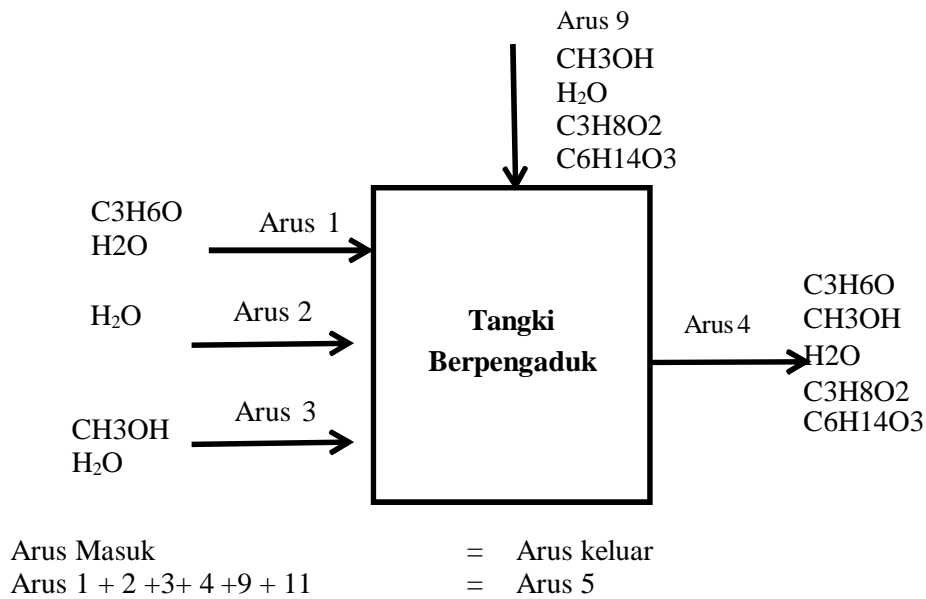 Arus 9
CH3OH
H₂O
C3H8O2
C6H14O3
C3H6O
H2O
Arus 1
H₂O
Arus 2
CH3OH
H₂O
Arus 3
Tangki
Berpengaduk
Arus 4
C3H6O
CH3OH
H2O
C3H8O2
C6H14O3
Arus Masuk = Arus keluar
Arus 1 + 2 +3+ 4 +9 + 11 = Arus 5